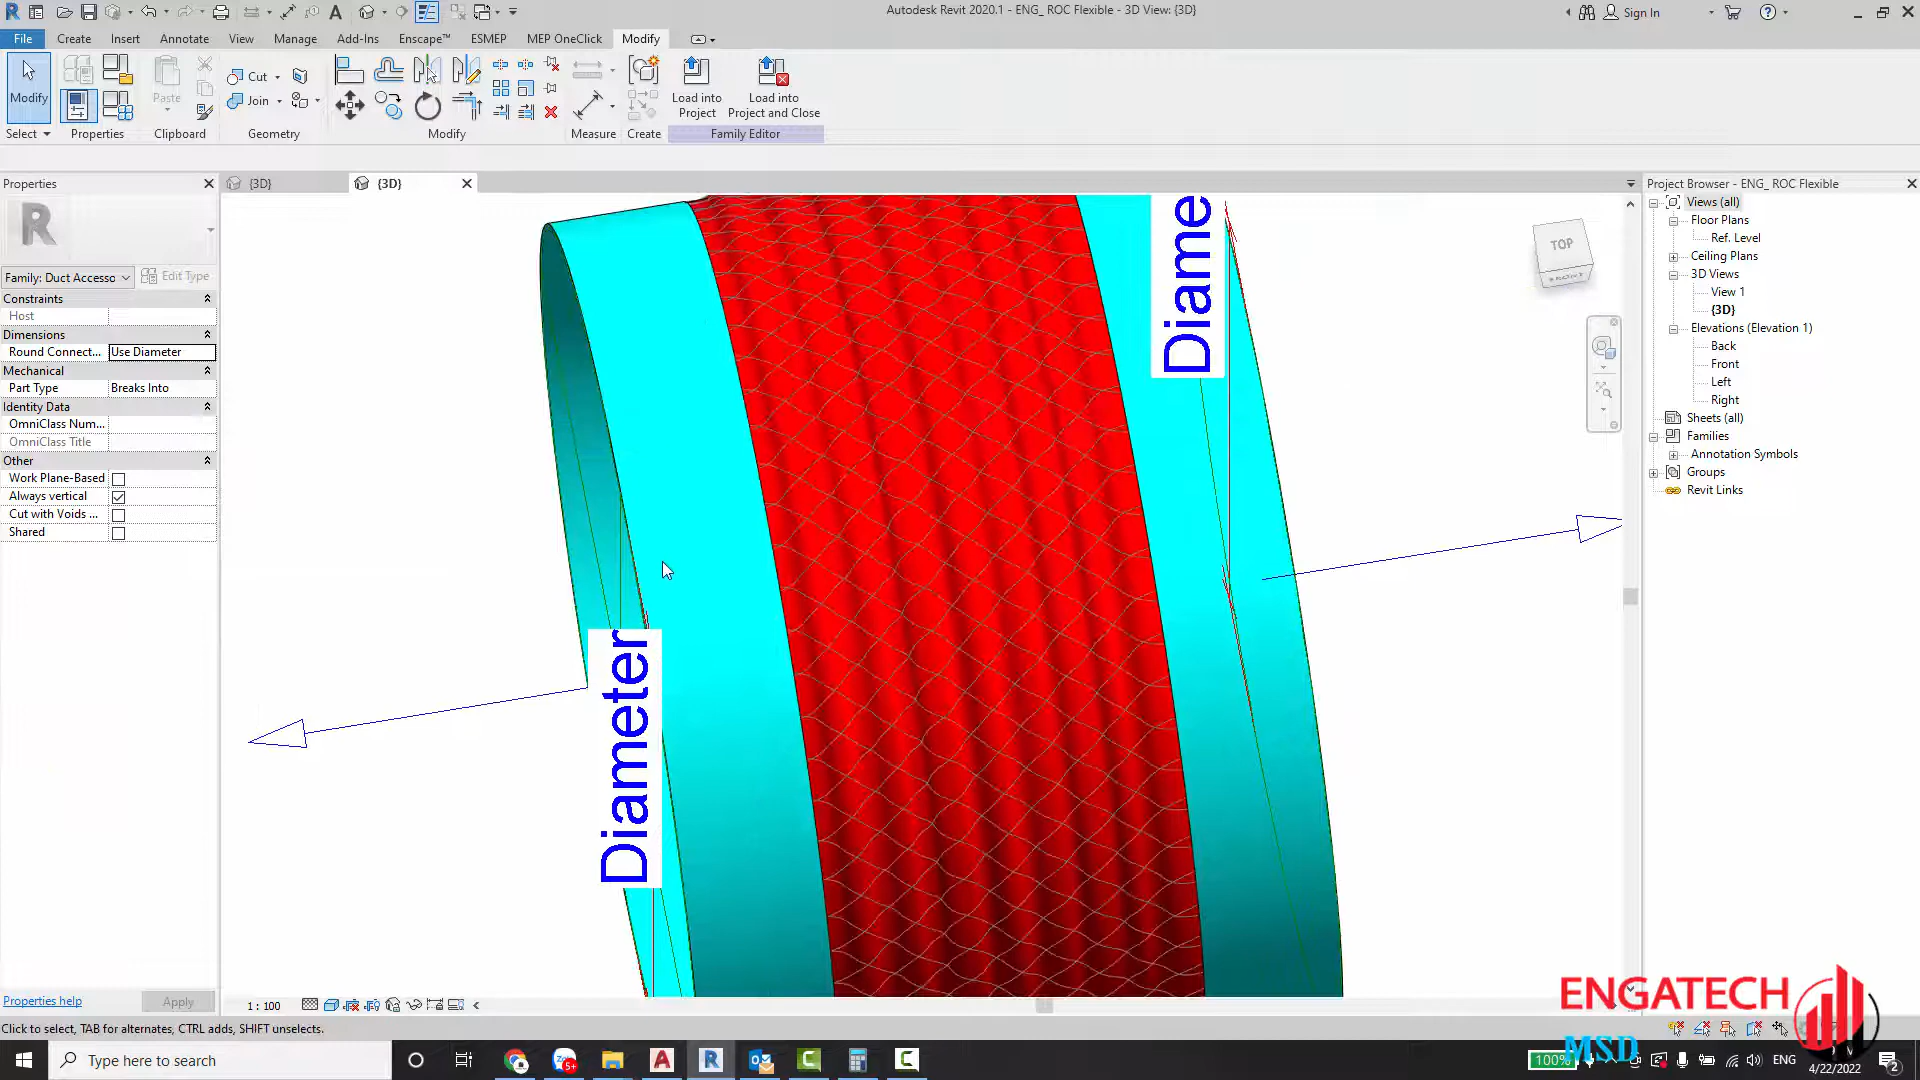 Autodesk Revit 2020.1 - ENG_ ROC Flexible - 3D View: {3D}
Sign In
File
Create
Insert
Annotate
View
Manage
Add-Ins
Enscape™
ESMEP
MEP OneClick
Modify
Modify
Paste
Cut
Join
Load into Project
Load into Project and Close
Select
Properties
Clipboard
Geometry
Modify
Measure
Create
Family Editor
Properties
{3D}
{3D}
Project Browser - ENG_ ROC Flexible
Family: Duct Accesso
Edit Type
Constraints
Host
Dimensions
Round Connect...
Use Diameter
Mechanical
Part Type
Breaks Into
Identity Data
OmniClass Num...
OmniClass Title
Other
Work Plane-Based
Always vertical
Cut with Voids ...
Shared
Properties help
Apply
Diameter
Diame
TOP
Views (all)
Floor Plans
Ref. Level
Ceiling Plans
3D Views
View 1
{3D}
Elevations (Elevation 1)
Back
Front
Left
Right
Sheets (all)
Families
Annotation Symbols
Groups
Revit Links
1 : 100
Click to select, TAB for alternates, CTRL adds, SHIFT unselects.
ENGATECH
MSD
Type here to search
100%
ENG
4/22/2022